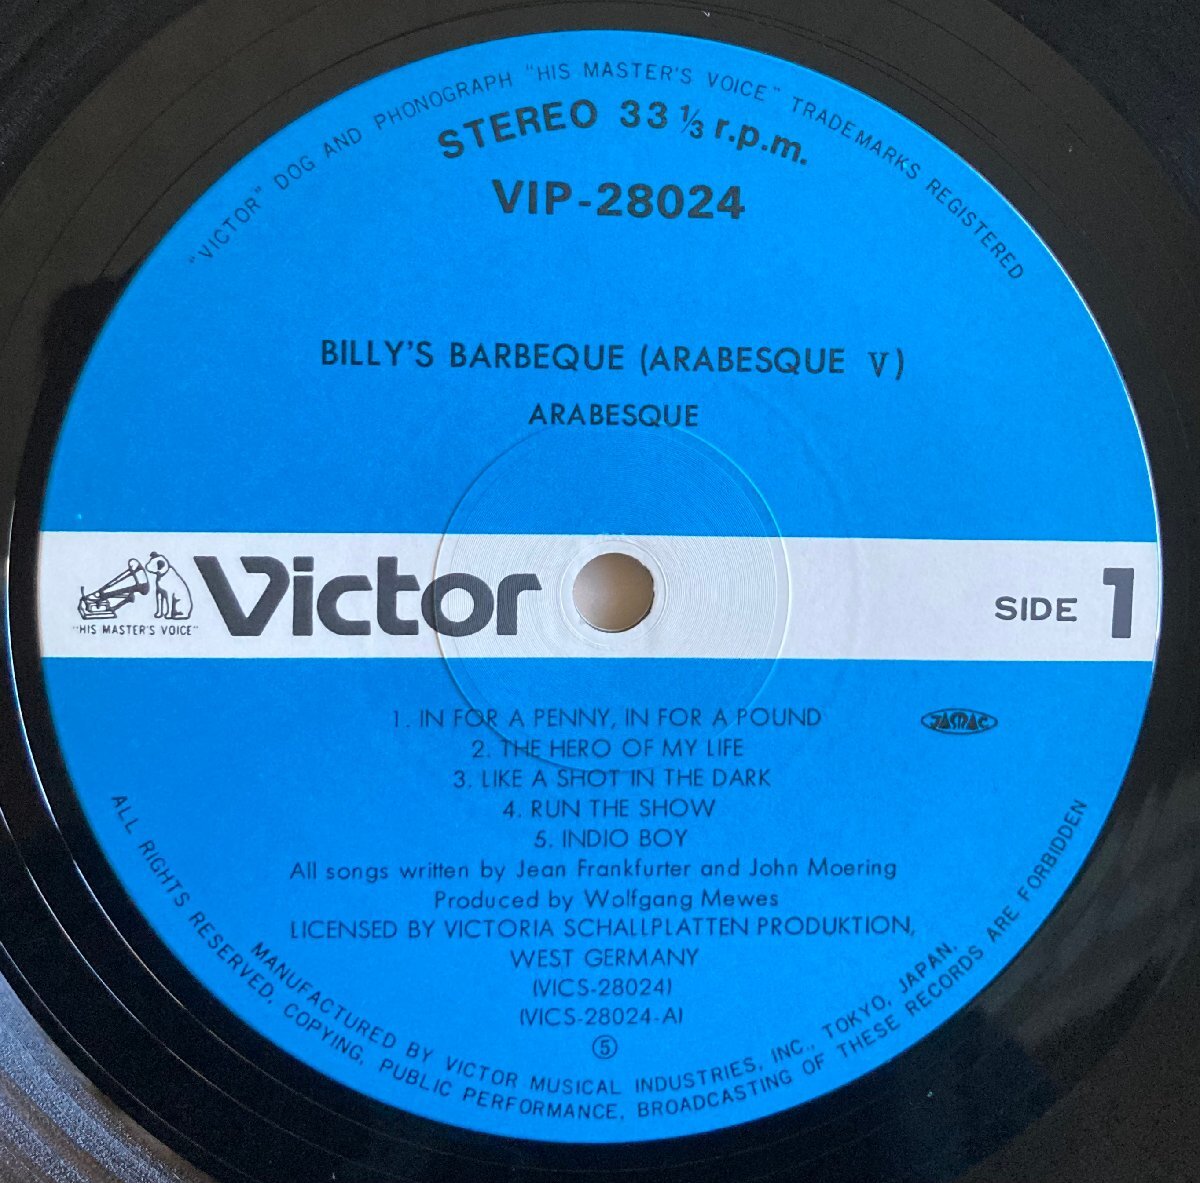 "VICTOR" DOG AND PHONOGRAPH "HIS MASTER'S VOICE" TRADEMARKS REGISTERED
STEREO 33 ⅓ r.p.m.
VIP-28024
BILLY'S BARBEQUE (ARABESQUE V)
ARABESQUE
Victor
"HIS MASTER'S VOICE"
SIDE 1
1. IN FOR A PENNY, IN FOR A POUND
JASRAC
2. THE HERO OF MY LIFE
3. LIKE A SHOT IN THE DARK
4. RUN THE SHOW
5. INDIO BOY
All songs written by Jean Frankfurter and John Moering
Produced by Wolfgang Mewes
LICENSED BY VICTORIA SCHALLPLATTEN PRODUKTION,
WEST GERMANY
(VICS-28024)
(VICS-28024-A)
⑤
MANUFACTURED BY VICTOR MUSICAL INDUSTRIES, INC., TOKYO, JAPAN.
ALL RIGHTS RESERVED, COPYING, PUBLIC PERFORMANCE, BROADCASTING OF THESE RECORDS ARE FORBIDDEN